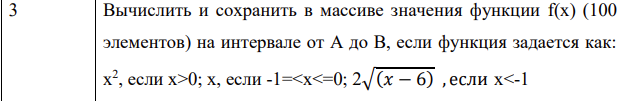 3
Вычислить и сохранить в массиве значения функции f(x) (100
элементов) на интервале от А до В, если функция задается как:
x², если x>0; x, если -1=<x<=0; 2√(𝑥 − 6) ,если x<-1